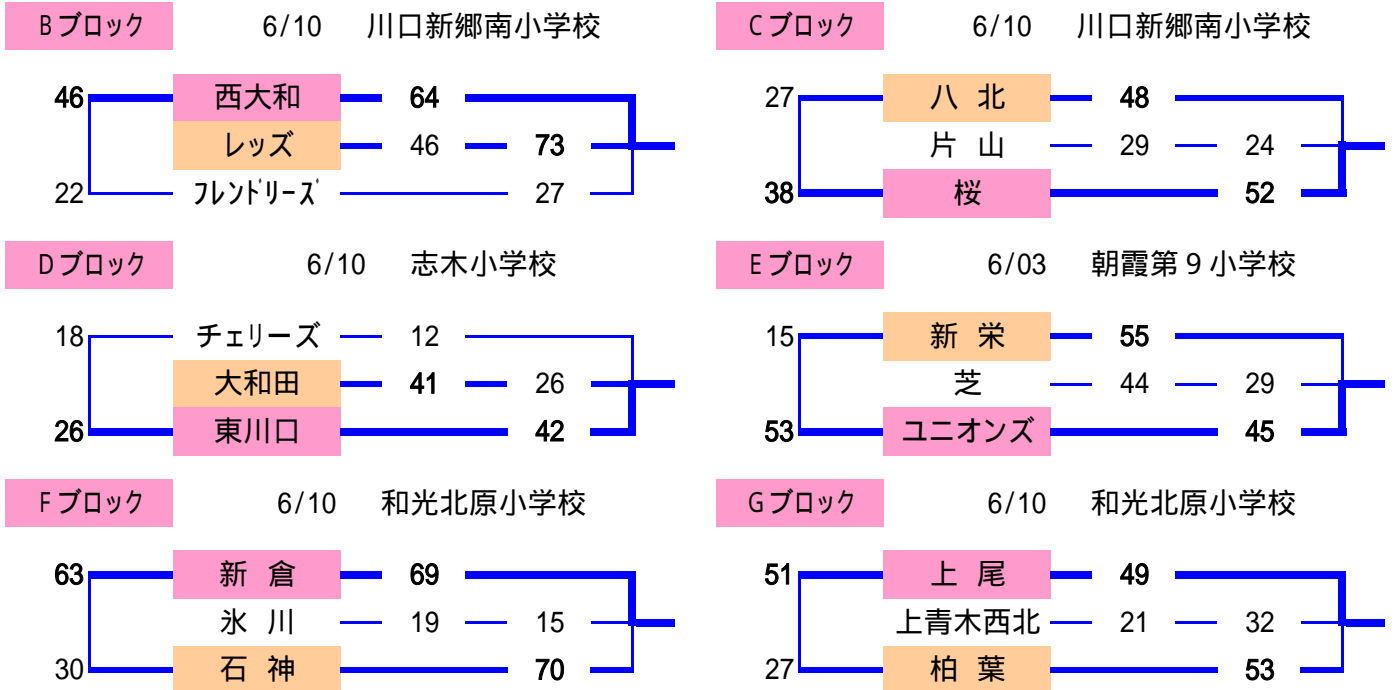 Bブロック 6/10 川口新郷南小学校
46 西大和 64
レッズ 46 73
22 フレンドリーズ 27
Cブロック 6/10 川口新郷南小学校
27 八 北 48
片 山 29 24
38 桜 52
Dブロック 6/10 志木小学校
18 チェリーズ 12
大和田 41 26
26 東川口 42
Eブロック 6/03 朝霞第9小学校
15 新 栄 55
芝 44 29
53 ユニオンズ 45
Fブロック 6/10 和光北原小学校
63 新 倉 69
氷 川 19 15
30 石 神 70
Gブロック 6/10 和光北原小学校
51 上 尾 49
上青木西北 21 32
27 柏 葉 53